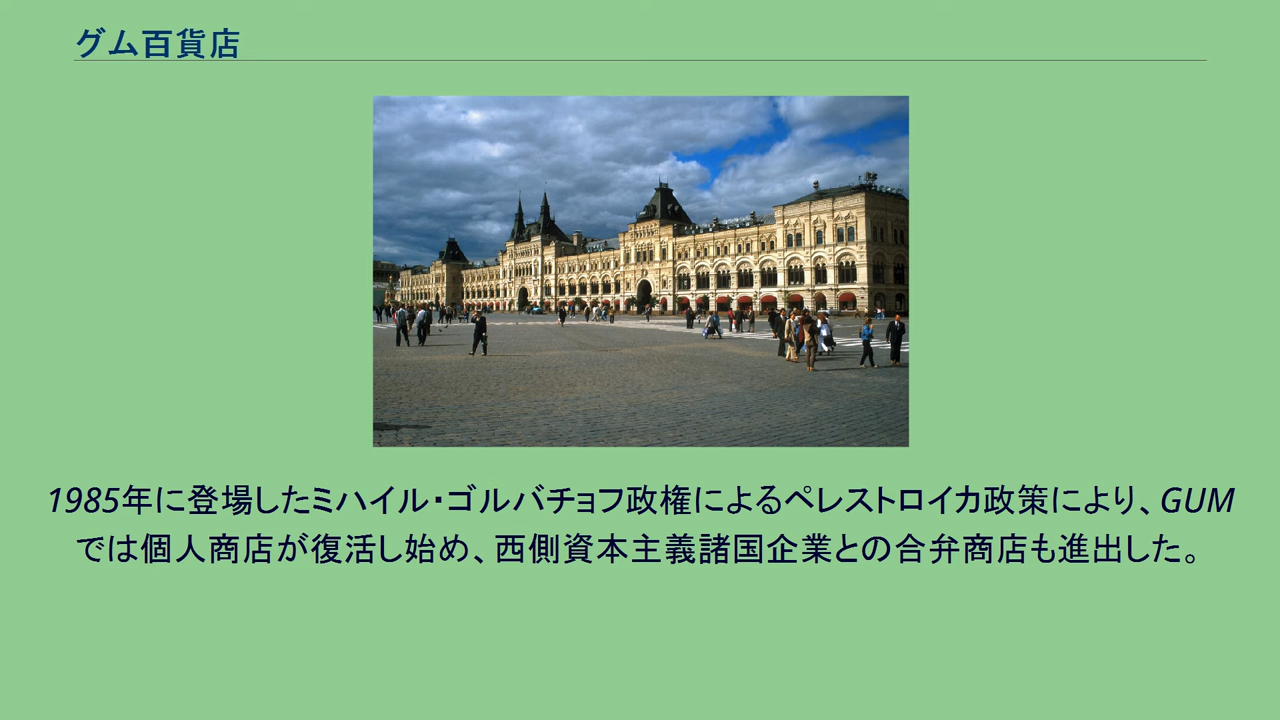 グム百貨店
1985年に登場したミハイル・ゴルバチョフ政権によるペレストロイカ政策により、GUM
では個人商店が復活し始め、西側資本主義諸国企業との合弁商店も進出した。